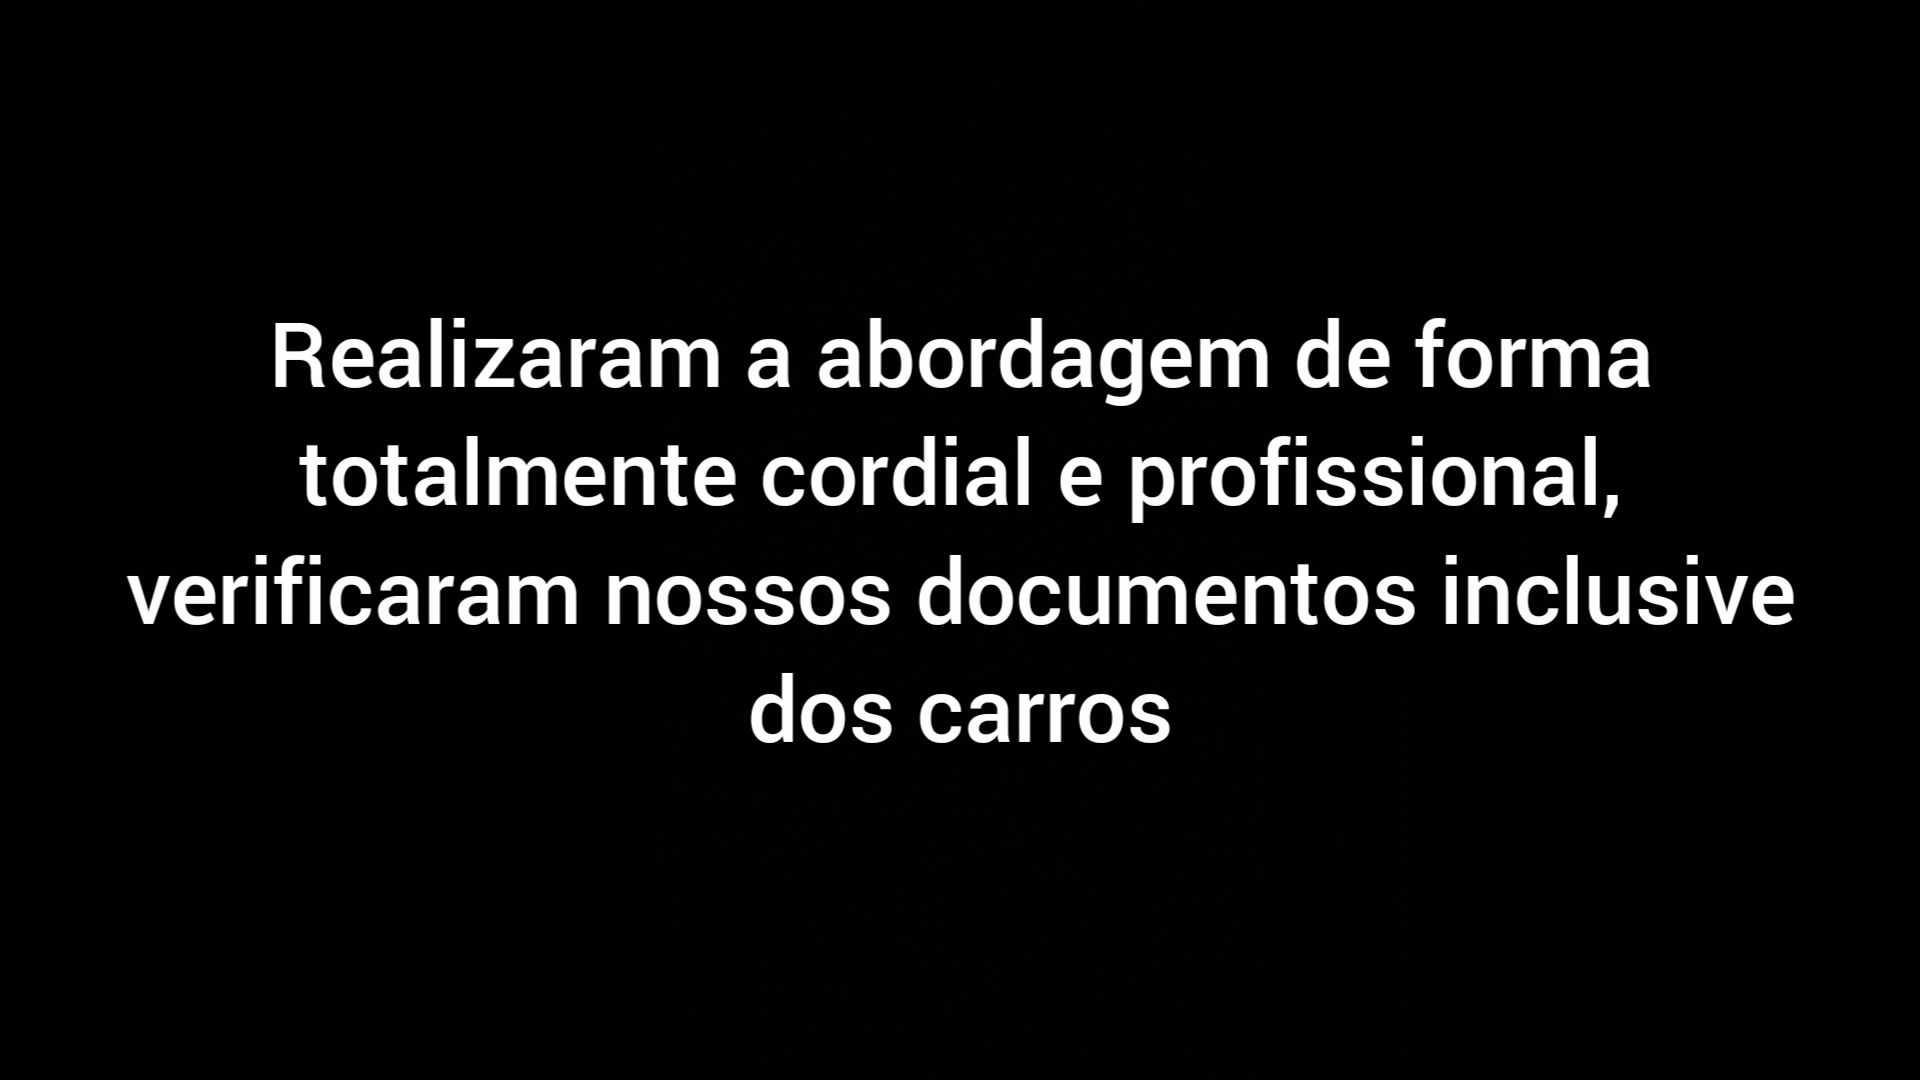 Realizaram a abordagem de forma
totalmente cordial e profissional,
verificaram nossos documentos inclusive
dos carros